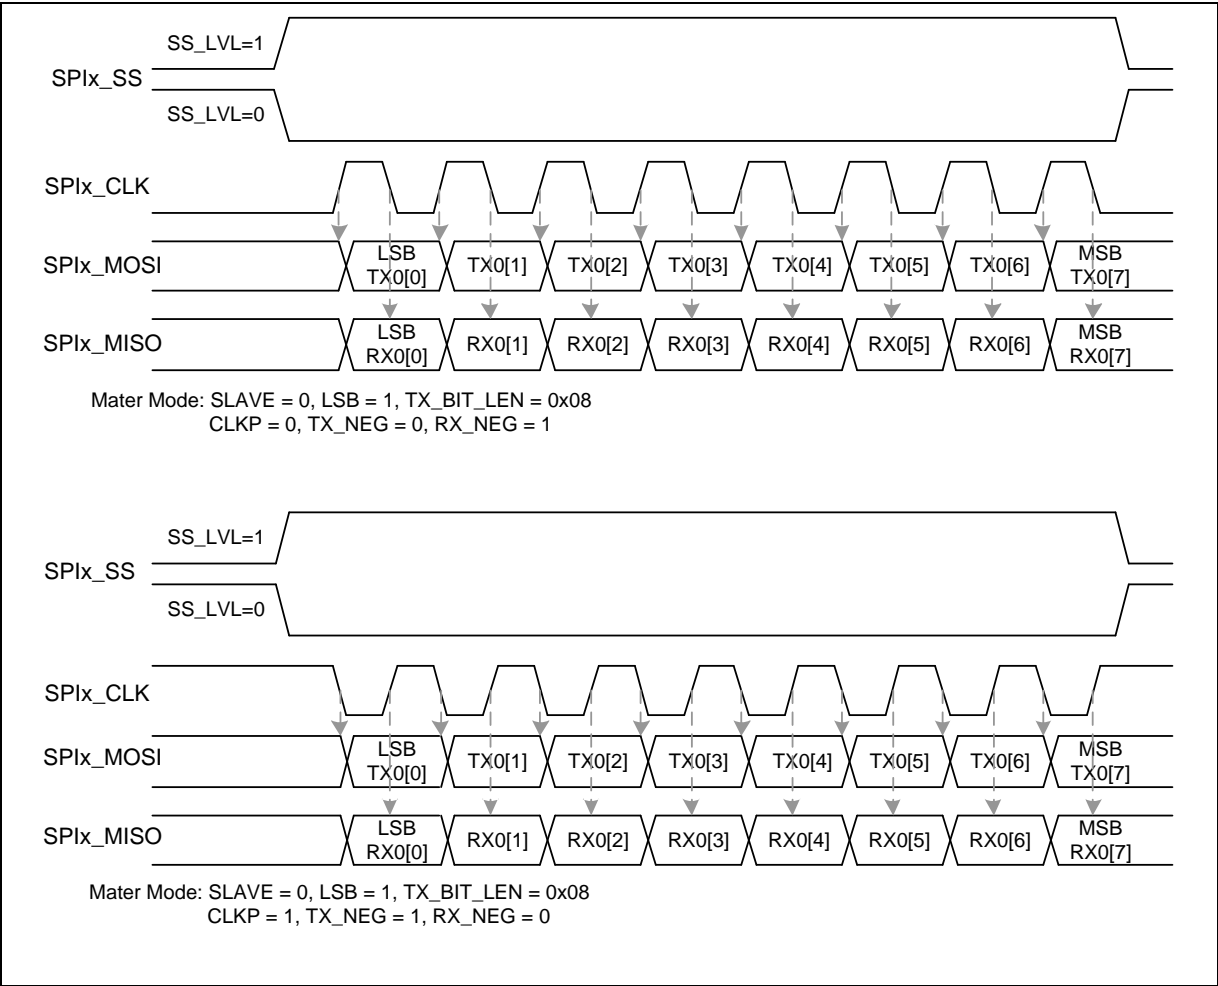 SS_LVL=1
SPIx_SS
SS_LVL=0
SPIx_CLK
SPIx_MOSI
LSB TX0[0]
TX0[1]
TX0[2]
TX0[3]
TX0[4]
TX0[5]
TX0[6]
MSB TX0[7]
SPIx_MISO
LSB RX0[0]
RX0[1]
RX0[2]
RX0[3]
RX0[4]
RX0[5]
RX0[6]
MSB RX0[7]
Mater Mode: SLAVE = 0, LSB = 1, TX_BIT_LEN = 0x08
CLKP = 0, TX_NEG = 0, RX_NEG = 1
SS_LVL=1
SPIx_SS
SS_LVL=0
SPIx_CLK
SPIx_MOSI
LSB TX0[0]
TX0[1]
TX0[2]
TX0[3]
TX0[4]
TX0[5]
TX0[6]
MSB TX0[7]
SPIx_MISO
LSB RX0[0]
RX0[1]
RX0[2]
RX0[3]
RX0[4]
RX0[5]
RX0[6]
MSB RX0[7]
Mater Mode: SLAVE = 0, LSB = 1, TX_BIT_LEN = 0x08
CLKP = 1, TX_NEG = 1, RX_NEG = 0